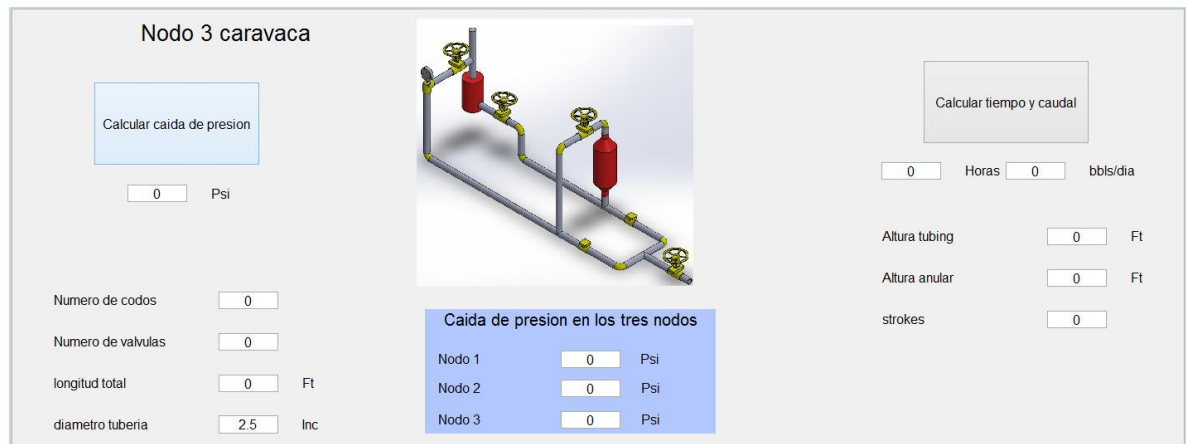 Nodo 3 caravaca
Calcular caida de presion
0 Psi
Numero de codos 0
Numero de valvulas 0
longitud total 0 Ft
diametro tuberia 2.5 Inc
Caida de presion en los tres nodos
Nodo 1 0 Psi
Nodo 2 0 Psi
Nodo 3 0 Psi
Calcular tiempo y caudal
0 Horas 0 bbls/dia
Altura tubing 0 Ft
Altura anular 0 Ft
strokes 0